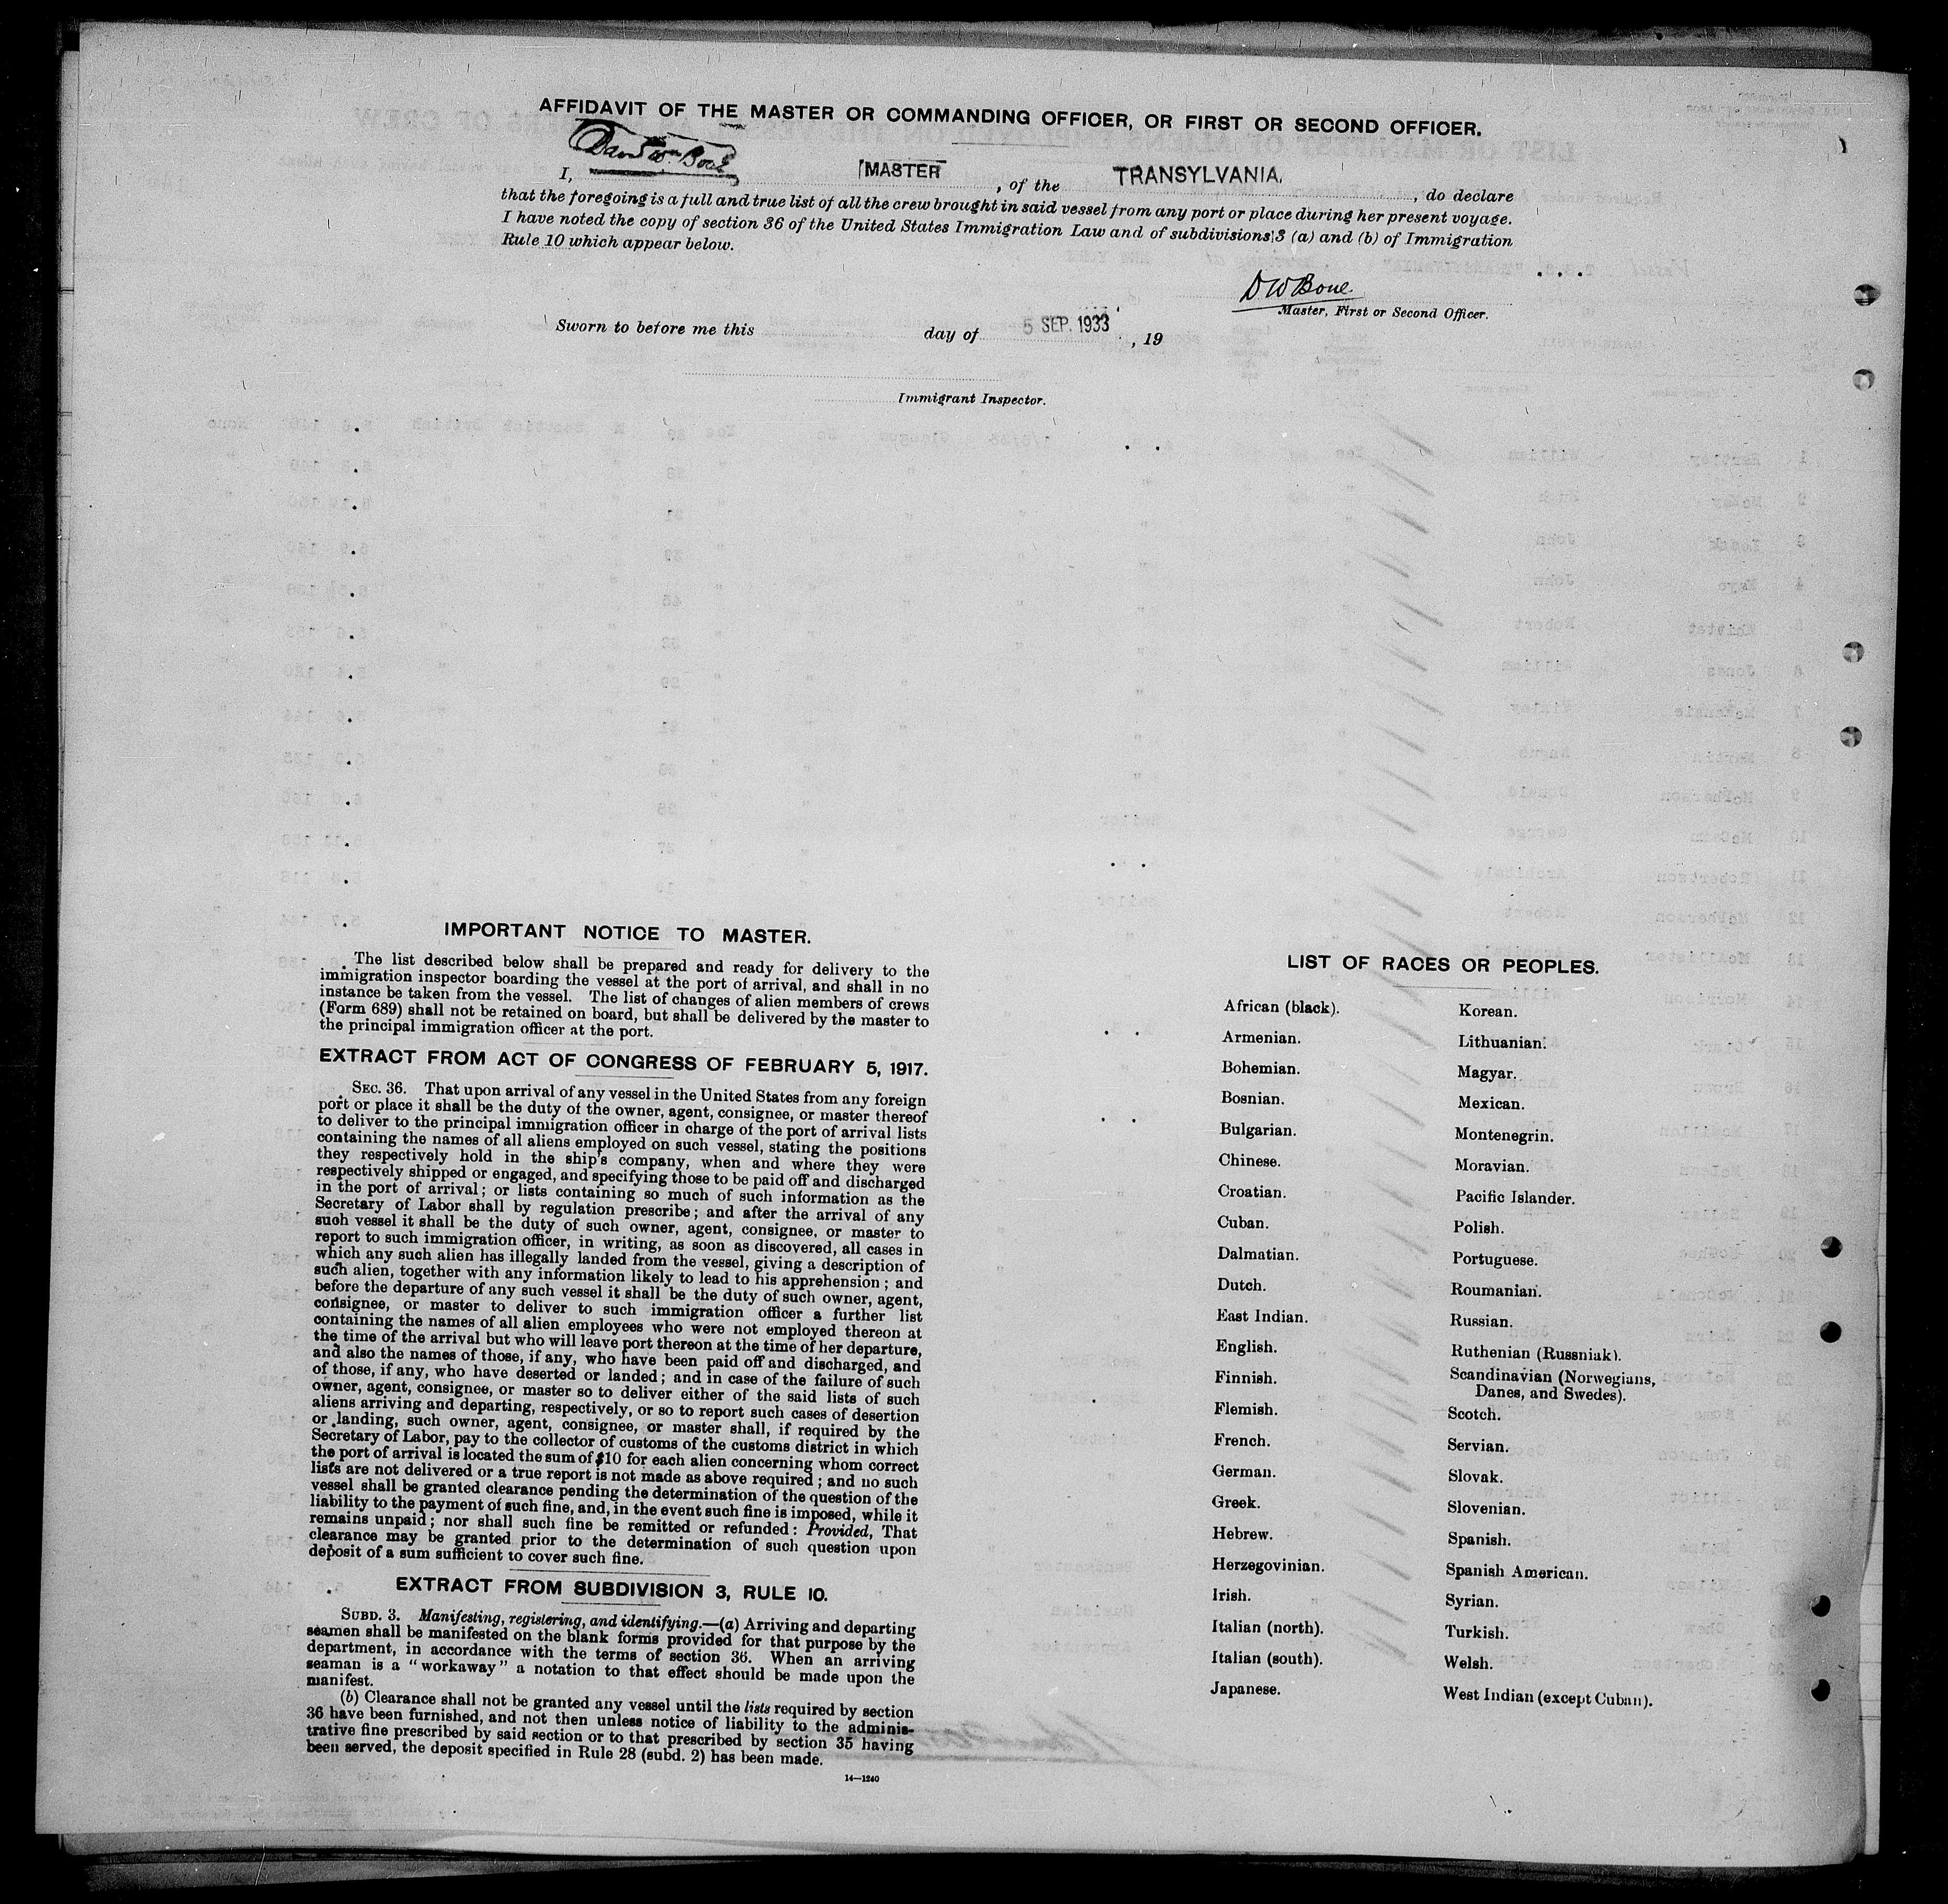 AFFIDAVIT OF THE MASTER OR COMMANDING OFFICER, OR FIRST OR SECOND OFFICER.
I, David Wm Bone MASTER, of the TRANSYLVANIA, do declare
that the foregoing is a full and true list of all the crew brought in said vessel from any port or place during her present voyage.
I have noted the copy of section 36 of the United States Immigration Law and of subdivisions 3 (a) and (b) of Immigration
Rule 10 which appear below.
D W Bone
Master, First or Second Officer.
Sworn to before me this day of 5 SEP. 1933, 19
Immigrant Inspector.
IMPORTANT NOTICE TO MASTER.
The list described below shall be prepared and ready for delivery to the
immigration inspector boarding the vessel at the port of arrival, and shall in no
instance be taken from the vessel. The list of changes of alien members of crews
(Form 689) shall not be retained on board, but shall be delivered by the master to
the principal immigration officer at the port.
EXTRACT FROM ACT OF CONGRESS OF FEBRUARY 5, 1917.
SEC. 36. That upon arrival of any vessel in the United States from any foreign
port or place it shall be the duty of the owner, agent, consignee, or master thereof
to deliver to the principal immigration officer in charge of the port of arrival lists
containing the names of all aliens employed on such vessel, stating the positions
they respectively hold in the ship's company, when and where they were
respectively shipped or engaged, and specifying those to be paid off and discharged
in the port of arrival; or lists containing so much of such information as the
Secretary of Labor shall by regulation prescribe; and after the arrival of any
such vessel it shall be the duty of such owner, agent, consignee, or master to
report to such immigration officer, in writing, as soon as discovered, all cases in
which any such alien has illegally landed from the vessel, giving a description of
such alien, together with any information likely to lead to his apprehension; and
before the departure of any such vessel it shall be the duty of such owner, agent,
consignee, or master to deliver to such immigration officer a further list
containing the names of all alien employees who were not employed thereon at
the time of the arrival but who will leave port thereon at the time of her departure,
and also the names of those, if any, who have been paid off and discharged, and
of those, if any, who have deserted or landed; and in case of the failure of such
owner, agent, consignee, or master so to deliver either of the said lists of such
aliens arriving and departing, respectively, or so to report such cases of desertion
or landing, such owner, agent, consignee, or master shall, if required by the
Secretary of Labor, pay to the collector of customs of the customs district in which
the port of arrival is located the sum of $10 for each alien concerning whom correct
lists are not delivered or a true report is not made as above required; and no such
vessel shall be granted clearance pending the determination of the question of the
liability to the payment of such fine, and, in the event such fine is imposed, while it
remains unpaid; nor shall such fine be remitted or refunded: Provided, That
clearance may be granted prior to the determination of such question upon
deposit of a sum sufficient to cover such fine.
EXTRACT FROM SUBDIVISION 3, RULE 10.
SUBD. 3. Manifesting, registering, and identifying.—(a) Arriving and departing
seamen shall be manifested on the blank forms provided for that purpose by the
department, in accordance with the terms of section 36. When an arriving
seaman is a "workaway" a notation to that effect should be made upon the
manifest.
(b) Clearance shall not be granted any vessel until the lists required by section
36 have been furnished, and not then unless notice of liability to the adminis-
trative fine prescribed by said section or to that prescribed by section 35 having
been served, the deposit specified in Rule 28 (subd. 2) has been made.
14—1240
LIST OF RACES OR PEOPLES.
African (black).
Armenian.
Bohemian.
Bosnian.
Bulgarian.
Chinese.
Croatian.
Cuban.
Dalmatian.
Dutch.
East Indian.
English.
Finnish.
Flemish.
French.
German.
Greek.
Hebrew.
Herzegovinian.
Irish.
Italian (north).
Italian (south).
Japanese.
Korean.
Lithuanian.
Magyar.
Mexican.
Montenegrin.
Moravian.
Pacific Islander.
Polish.
Portuguese.
Roumanian.
Russian.
Ruthenian (Russniak).
Scandinavian (Norwegians,
Danes, and Swedes).
Scotch.
Servian.
Slovak.
Slovenian.
Spanish.
Spanish American.
Syrian.
Turkish.
Welsh.
West Indian (except Cuban).